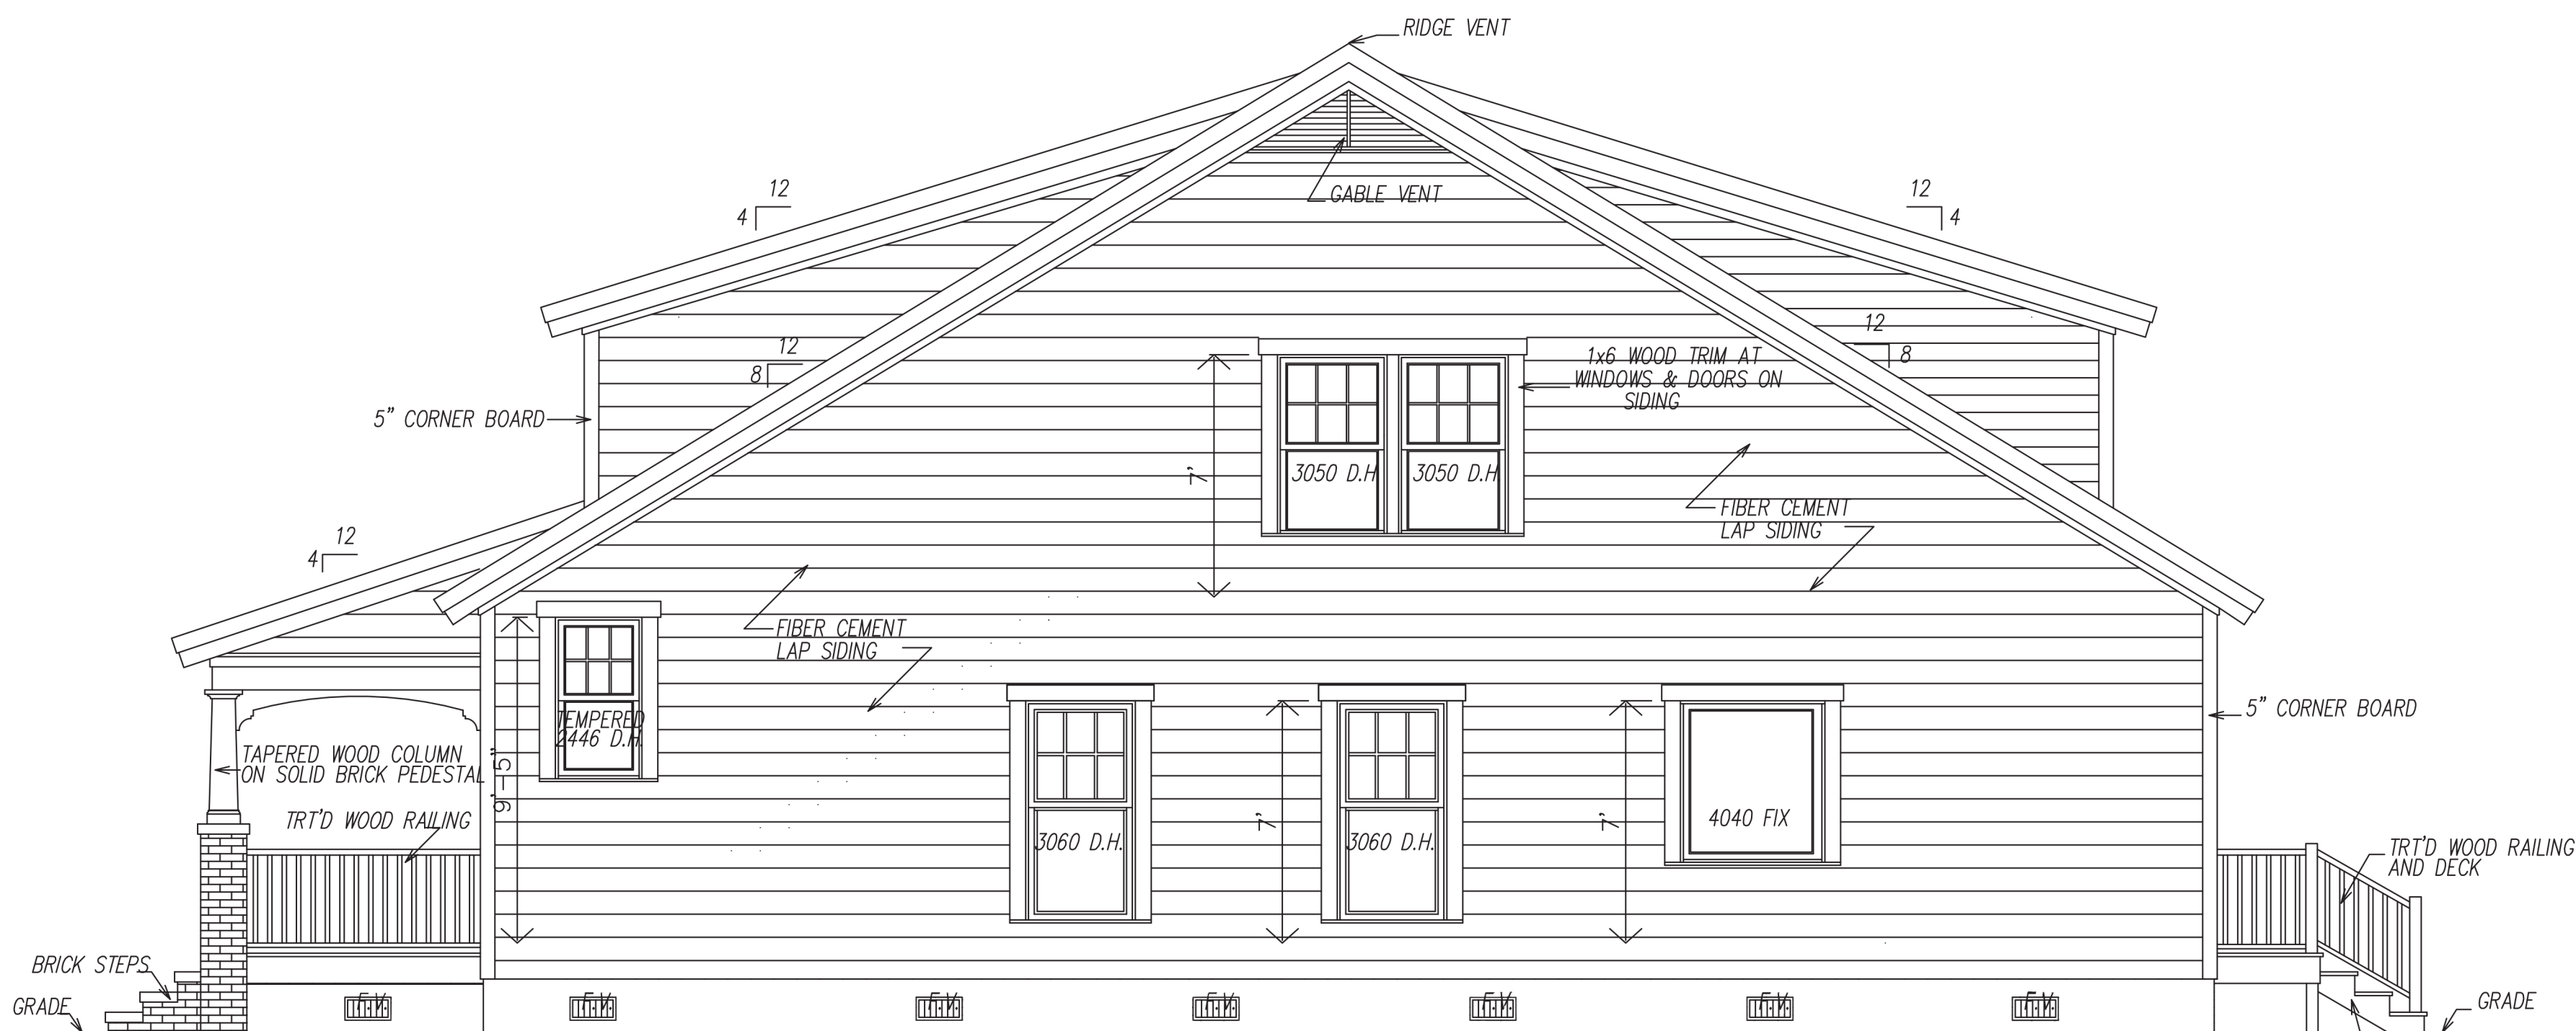 RIDGE VENT
12
4
GABLE VENT
12
4
12
8
12
8
1x6 WOOD TRIM AT
WINDOWS & DOORS ON
SIDING
5” CORNER BOARD
7'
3050 D.H.
3050 D.H.
FIBER CEMENT
LAP SIDING
12
4
FIBER CEMENT
LAP SIDING
TEMPERED
2446 D.H.
5” CORNER BOARD
TAPERED WOOD COLUMN
ON SOLID BRICK PEDESTAL
9'-5"
TRT'D WOOD RAILING
3060 D.H.
7'
3060 D.H.
7'
4040 FIX
TRT'D WOOD RAILING
AND DECK
BRICK STEPS
GRADE
F.V.
F.V.
F.V.
F.V.
F.V.
F.V.
F.V.
GRADE